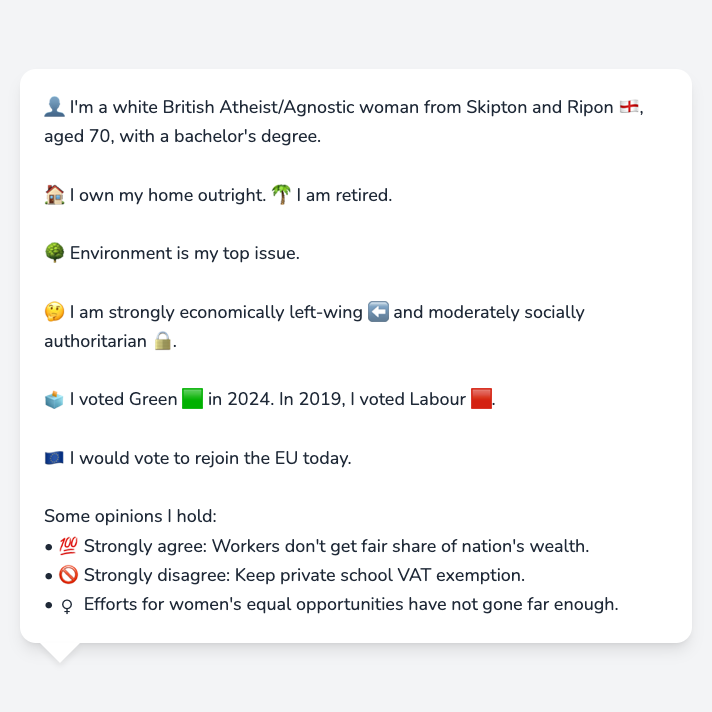 👤 I'm a white British Atheist/Agnostic woman from Skipton and Ripon 🏴󠁧󠁢󠁥󠁮󠁧󠁿,
aged 70, with a bachelor's degree.
🏠 I own my home outright. 🌴 I am retired.
🌳 Environment is my top issue.
🤔 I am strongly economically left-wing ⬅️ and moderately socially
authoritarian 🔒.
🗳️ I voted Green 🟩 in 2024. In 2019, I voted Labour 🟥.
🇪🇺 I would vote to rejoin the EU today.
Some opinions I hold:
• 💯 Strongly agree: Workers don't get fair share of nation's wealth.
• 🚫 Strongly disagree: Keep private school VAT exemption.
• ♀ Efforts for women's equal opportunities have not gone far enough.